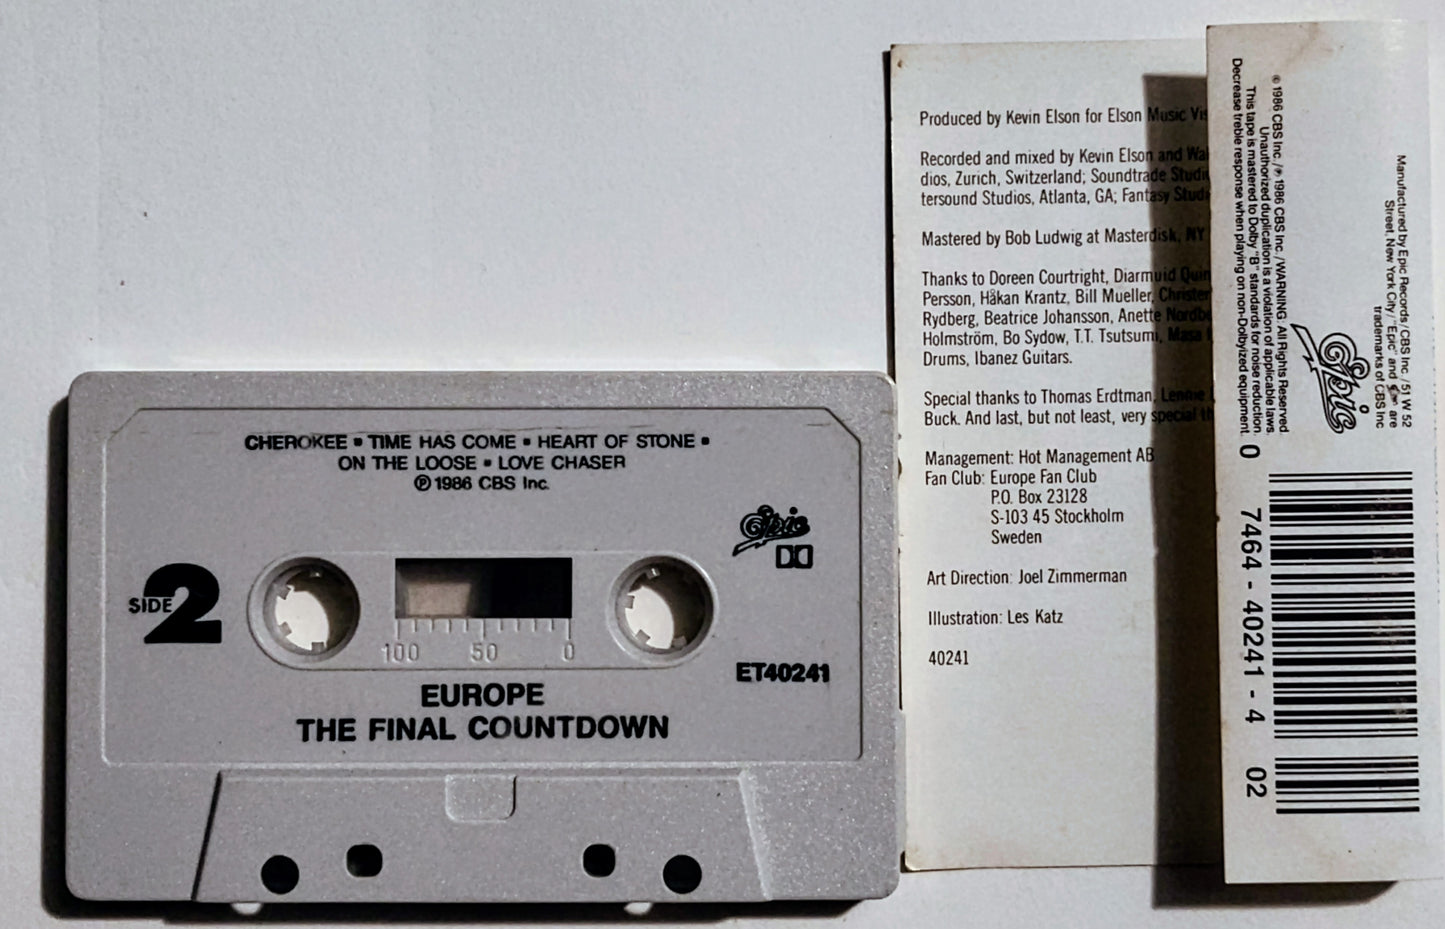 CHEROKEE ▪ TIME HAS COME ▪ HEART OF STONE ▪
ON THE LOOSE ▪ LOVE CHASER
℗ 1986 CBS Inc.
Epic
SIDE 2
100 50 0
ET40241
EUROPE
THE FINAL COUNTDOWN
Produced by Kevin Elson for Elson Music
Recorded and mixed by Kevin Elson and
dios, Zurich, Switzerland; Soundtrade
tersound Studios, Atlanta, GA; Fantasy
Mastered by Bob Ludwig at Masterdisk, NY
Thanks to Doreen Courtright, Diarmuid
Persson, Håkan Krantz, Bill Mueller, Christer
Rydberg, Beatrice Johansson, Anette
Holmström, Bo Sydow, T.T. Tsutsumi, Masa
Drums, Ibanez Guitars.
Special thanks to Thomas Erdtman, Lennie
Buck. And last, but not least, very special
Management: Hot Management AB
Fan Club: Europe Fan Club
P.O. Box 23128
S-103 45 Stockholm
Sweden
Art Direction: Joel Zimmerman
Illustration: Les Katz
40241
Manufactured by Epic Records/CBS Inc./51 W 52
Street, New York City/"Epic" and are
trademarks of CBS Inc
Epic
© 1986 CBS Inc./℗ 1986 CBS Inc./WARNING: All Rights Reserved.
Unauthorized duplication is a violation of applicable laws.
This tape is mastered to Dolby "B" standards for noise reduction.
Decrease treble response when playing on non-Dolbyized equipment.
0 7464-40241-4 02